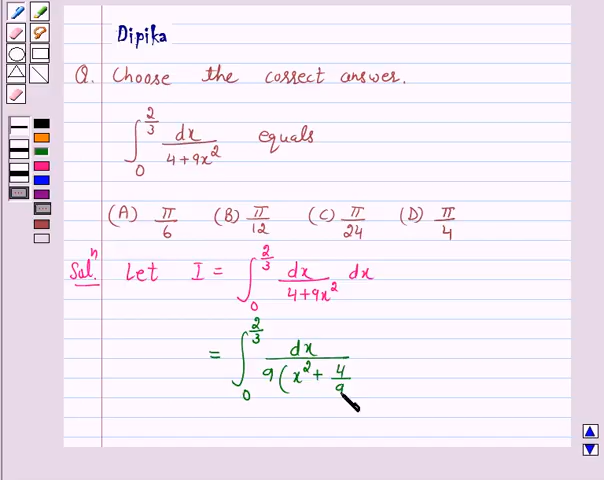 Dipika
Q. Choose the correct answer.
∫₀^(2/3) dx/(4+9x²) equals
(A) π/6 (B) π/12 (C) π/24 (D) π/4
Solⁿ. Let I = ∫₀^(2/3) dx/(4+9x²) dx
= ∫₀^(2/3) dx/(9(x²+4/9